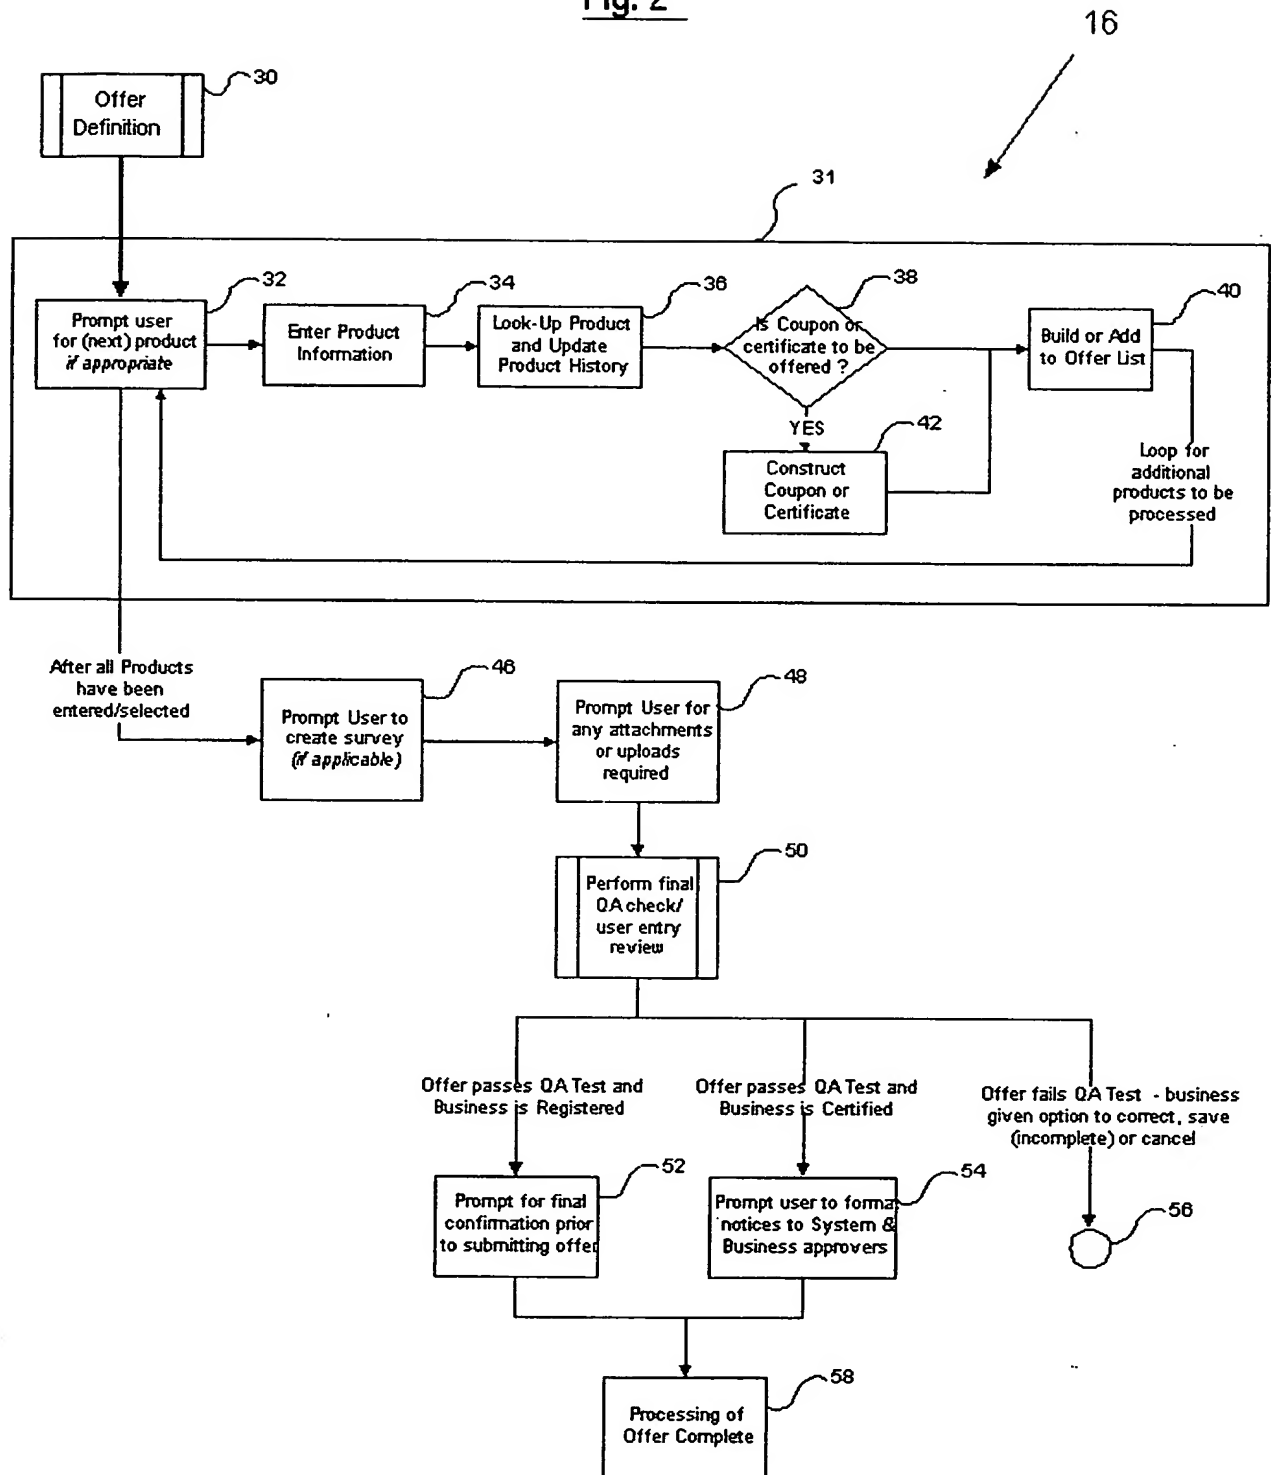 Fig. 2
16
30
Offer
Definition
31
32
Prompt user
for (next) product
if appropriate
34
Enter Product
Information
36
Look-Up Product
and Update
Product History
38
Is Coupon or
certificate to be
offered ?
40
Build or Add
to Offer List
YES
42
Construct
Coupon or
Certificate
Loop for
additional
products to be
processed
After all Products
have been
entered/selected
46
Prompt User to
create survey
(if applicable)
48
Prompt User for
any attachments
or uploads
required
50
Perform final
QA check/
user entry
review
Offer passes QA Test and
Business is Registered
Offer passes QA Test and
Business is Certified
Offer fails QA Test - business
given option to correct, save
(incomplete) or cancel
52
Prompt for final
confirmation prior
to submitting offer
54
Prompt user to forma
notices to System &
Business approvers
56
58
Processing of
Offer Complete